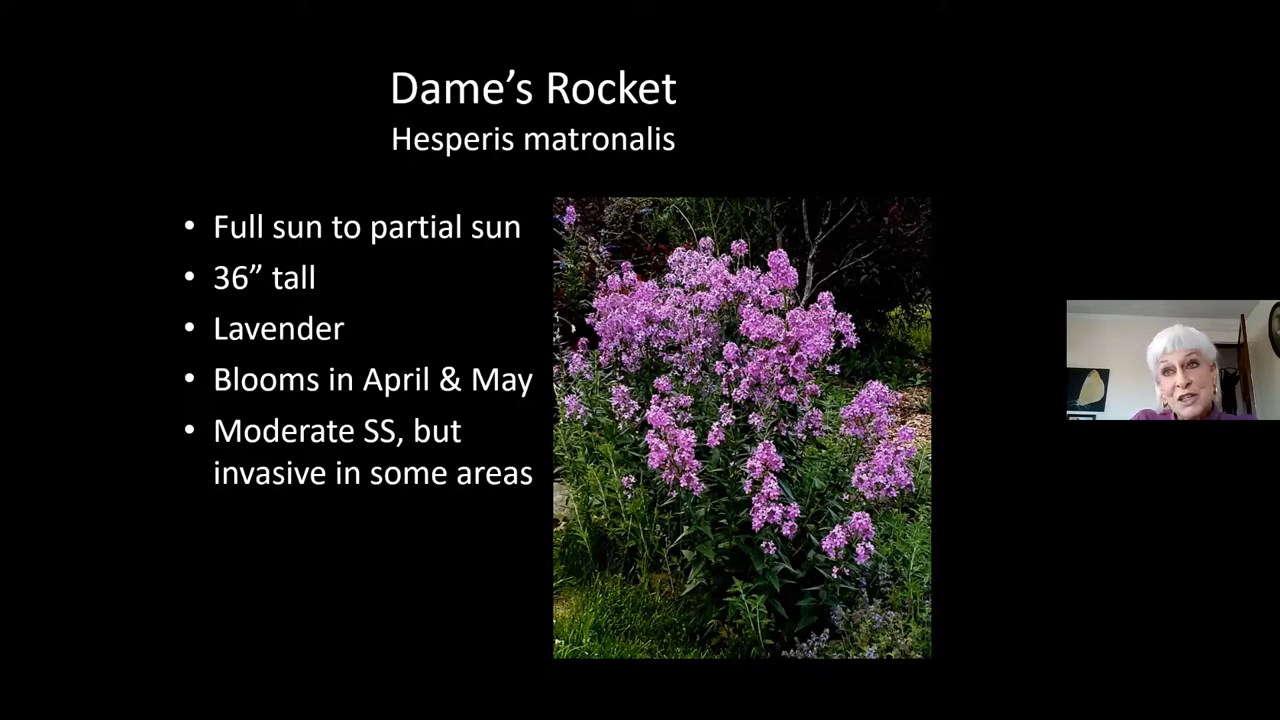 Dame’s Rocket
Hesperis matronalis
• Full sun to partial sun
• 36” tall
• Lavender
• Blooms in April & May
• Moderate SS, but
invasive in some areas